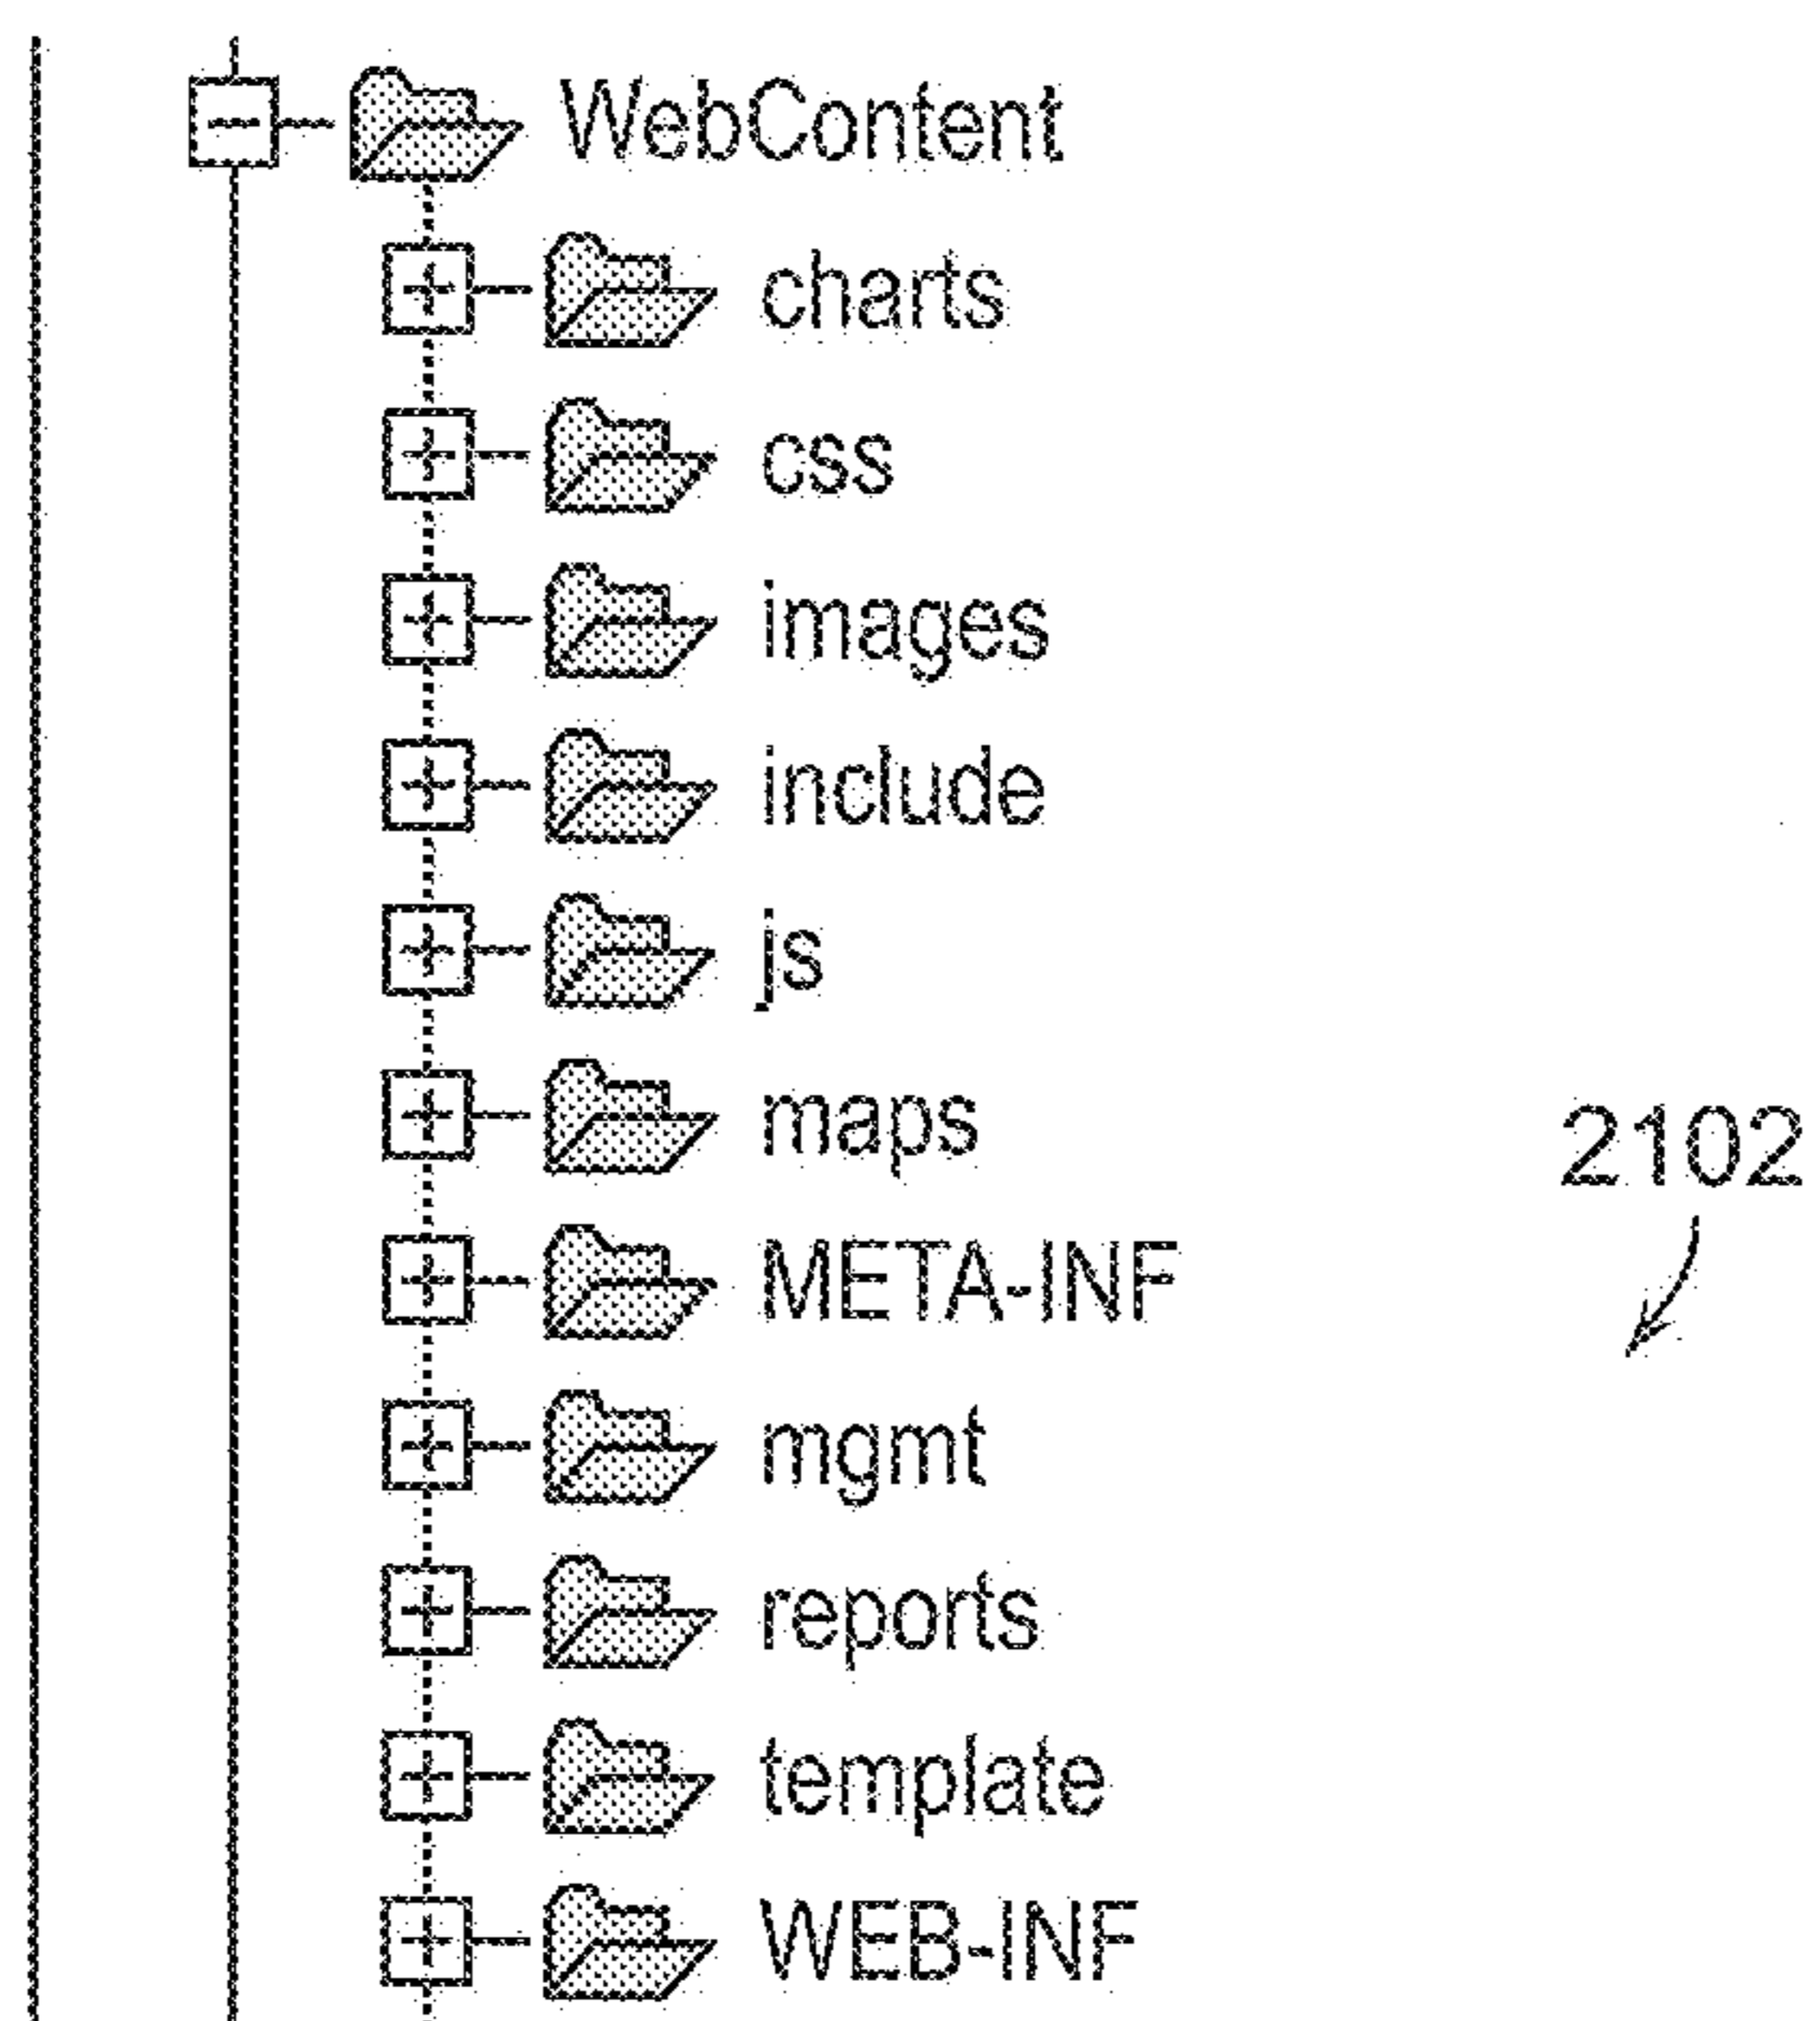 WebContent
charts
css
images
include
js
maps
2102
META-INF
mgmt
reports
template
WEB-INF